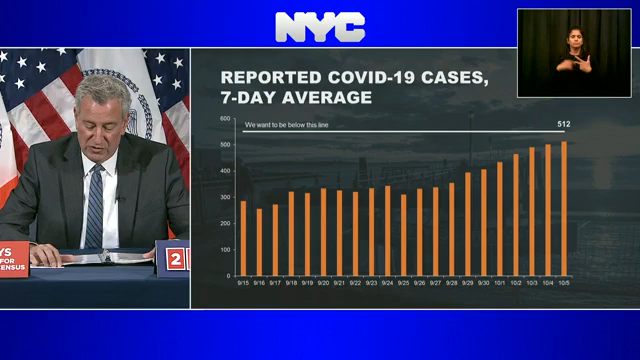 NYC
REPORTED COVID-19 CASES,
7-DAY AVERAGE
600
We want to be below this line
512
500
400
300
200
100
0
9/15 9/16 9/17 9/18 9/19 9/20 9/21 9/22 9/23 9/24 9/25 9/26 9/27 9/28 9/29 9/30 10/1 10/2 10/3 10/4 10/5
YS
FOR
CENSUS
2